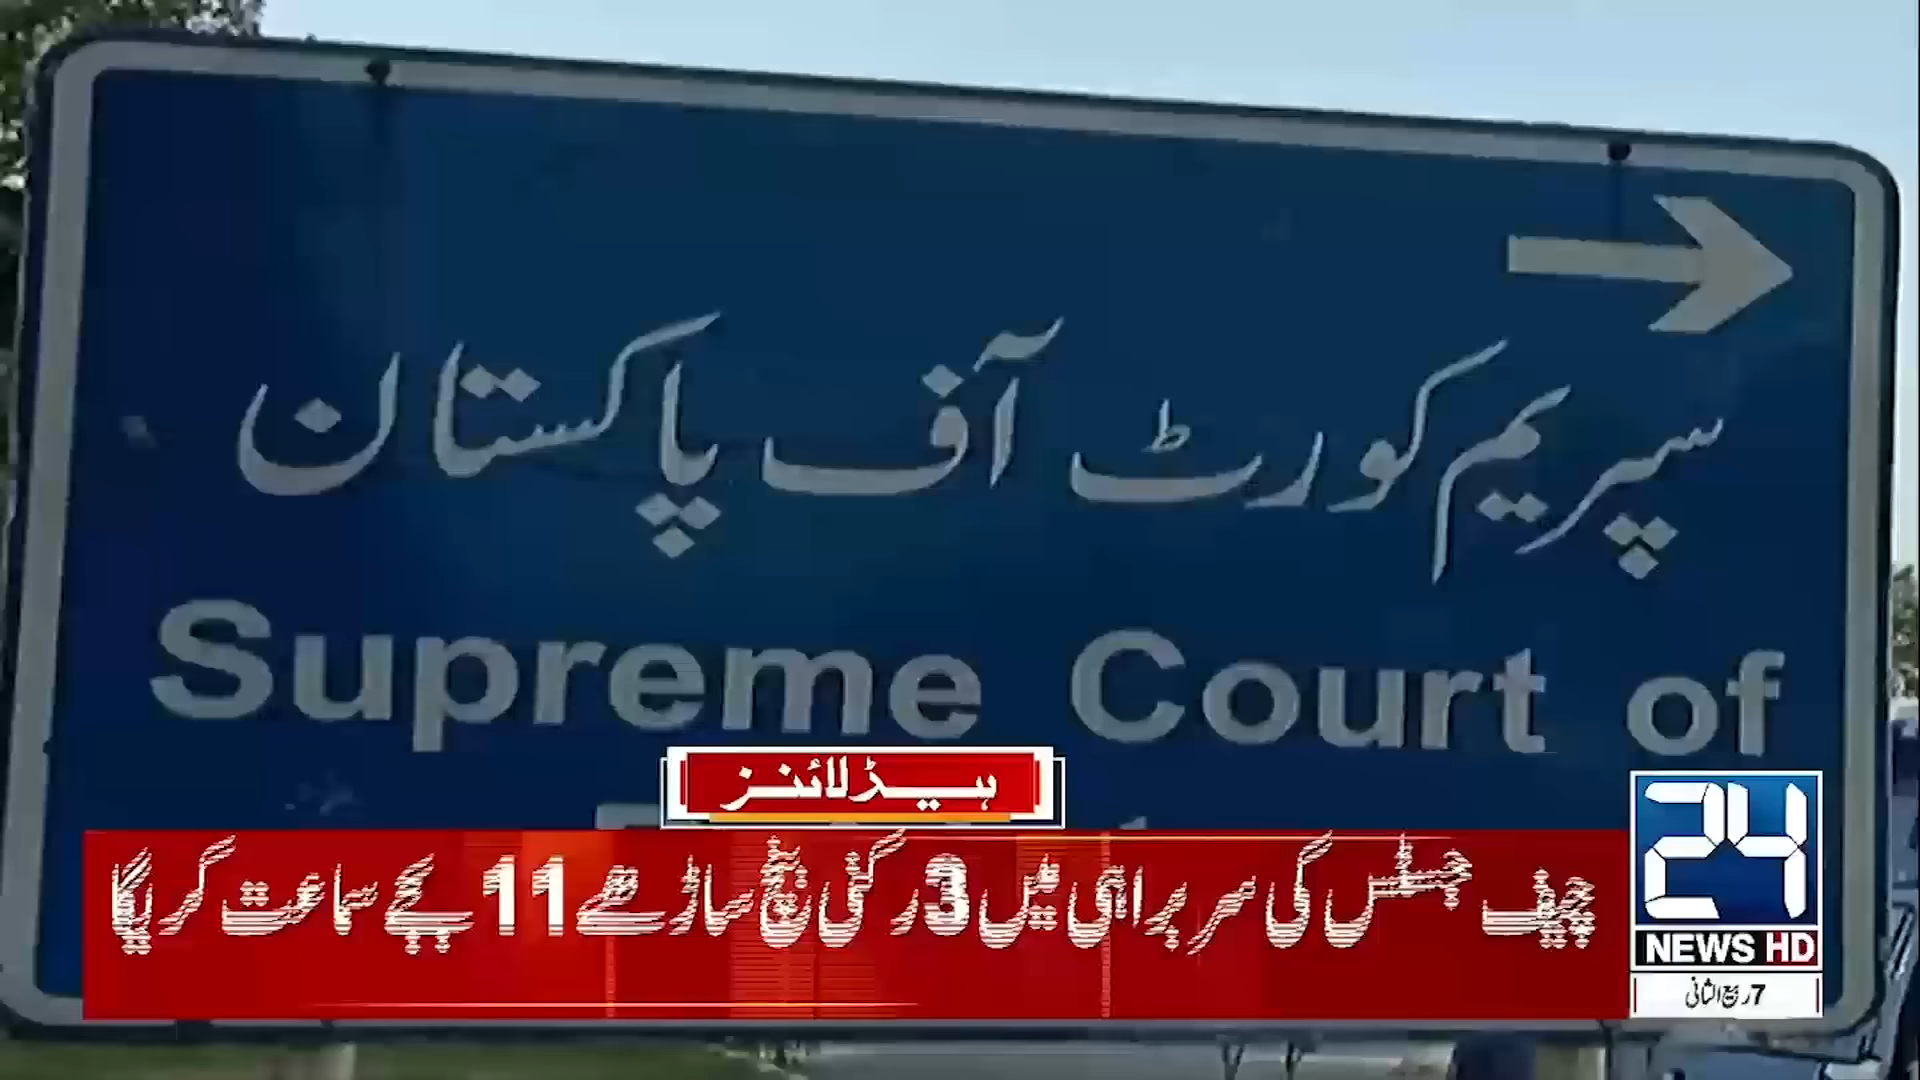 سپریم کورٹ آف پاکستان
Supreme Court of
ہیڈلائنز
چیف جسٹس کی سربراہی میں 3 رکنی بنچ ساڑھے 11 بجے سماعت کریگا
24
NEWS HD
7 ربیع الثانی